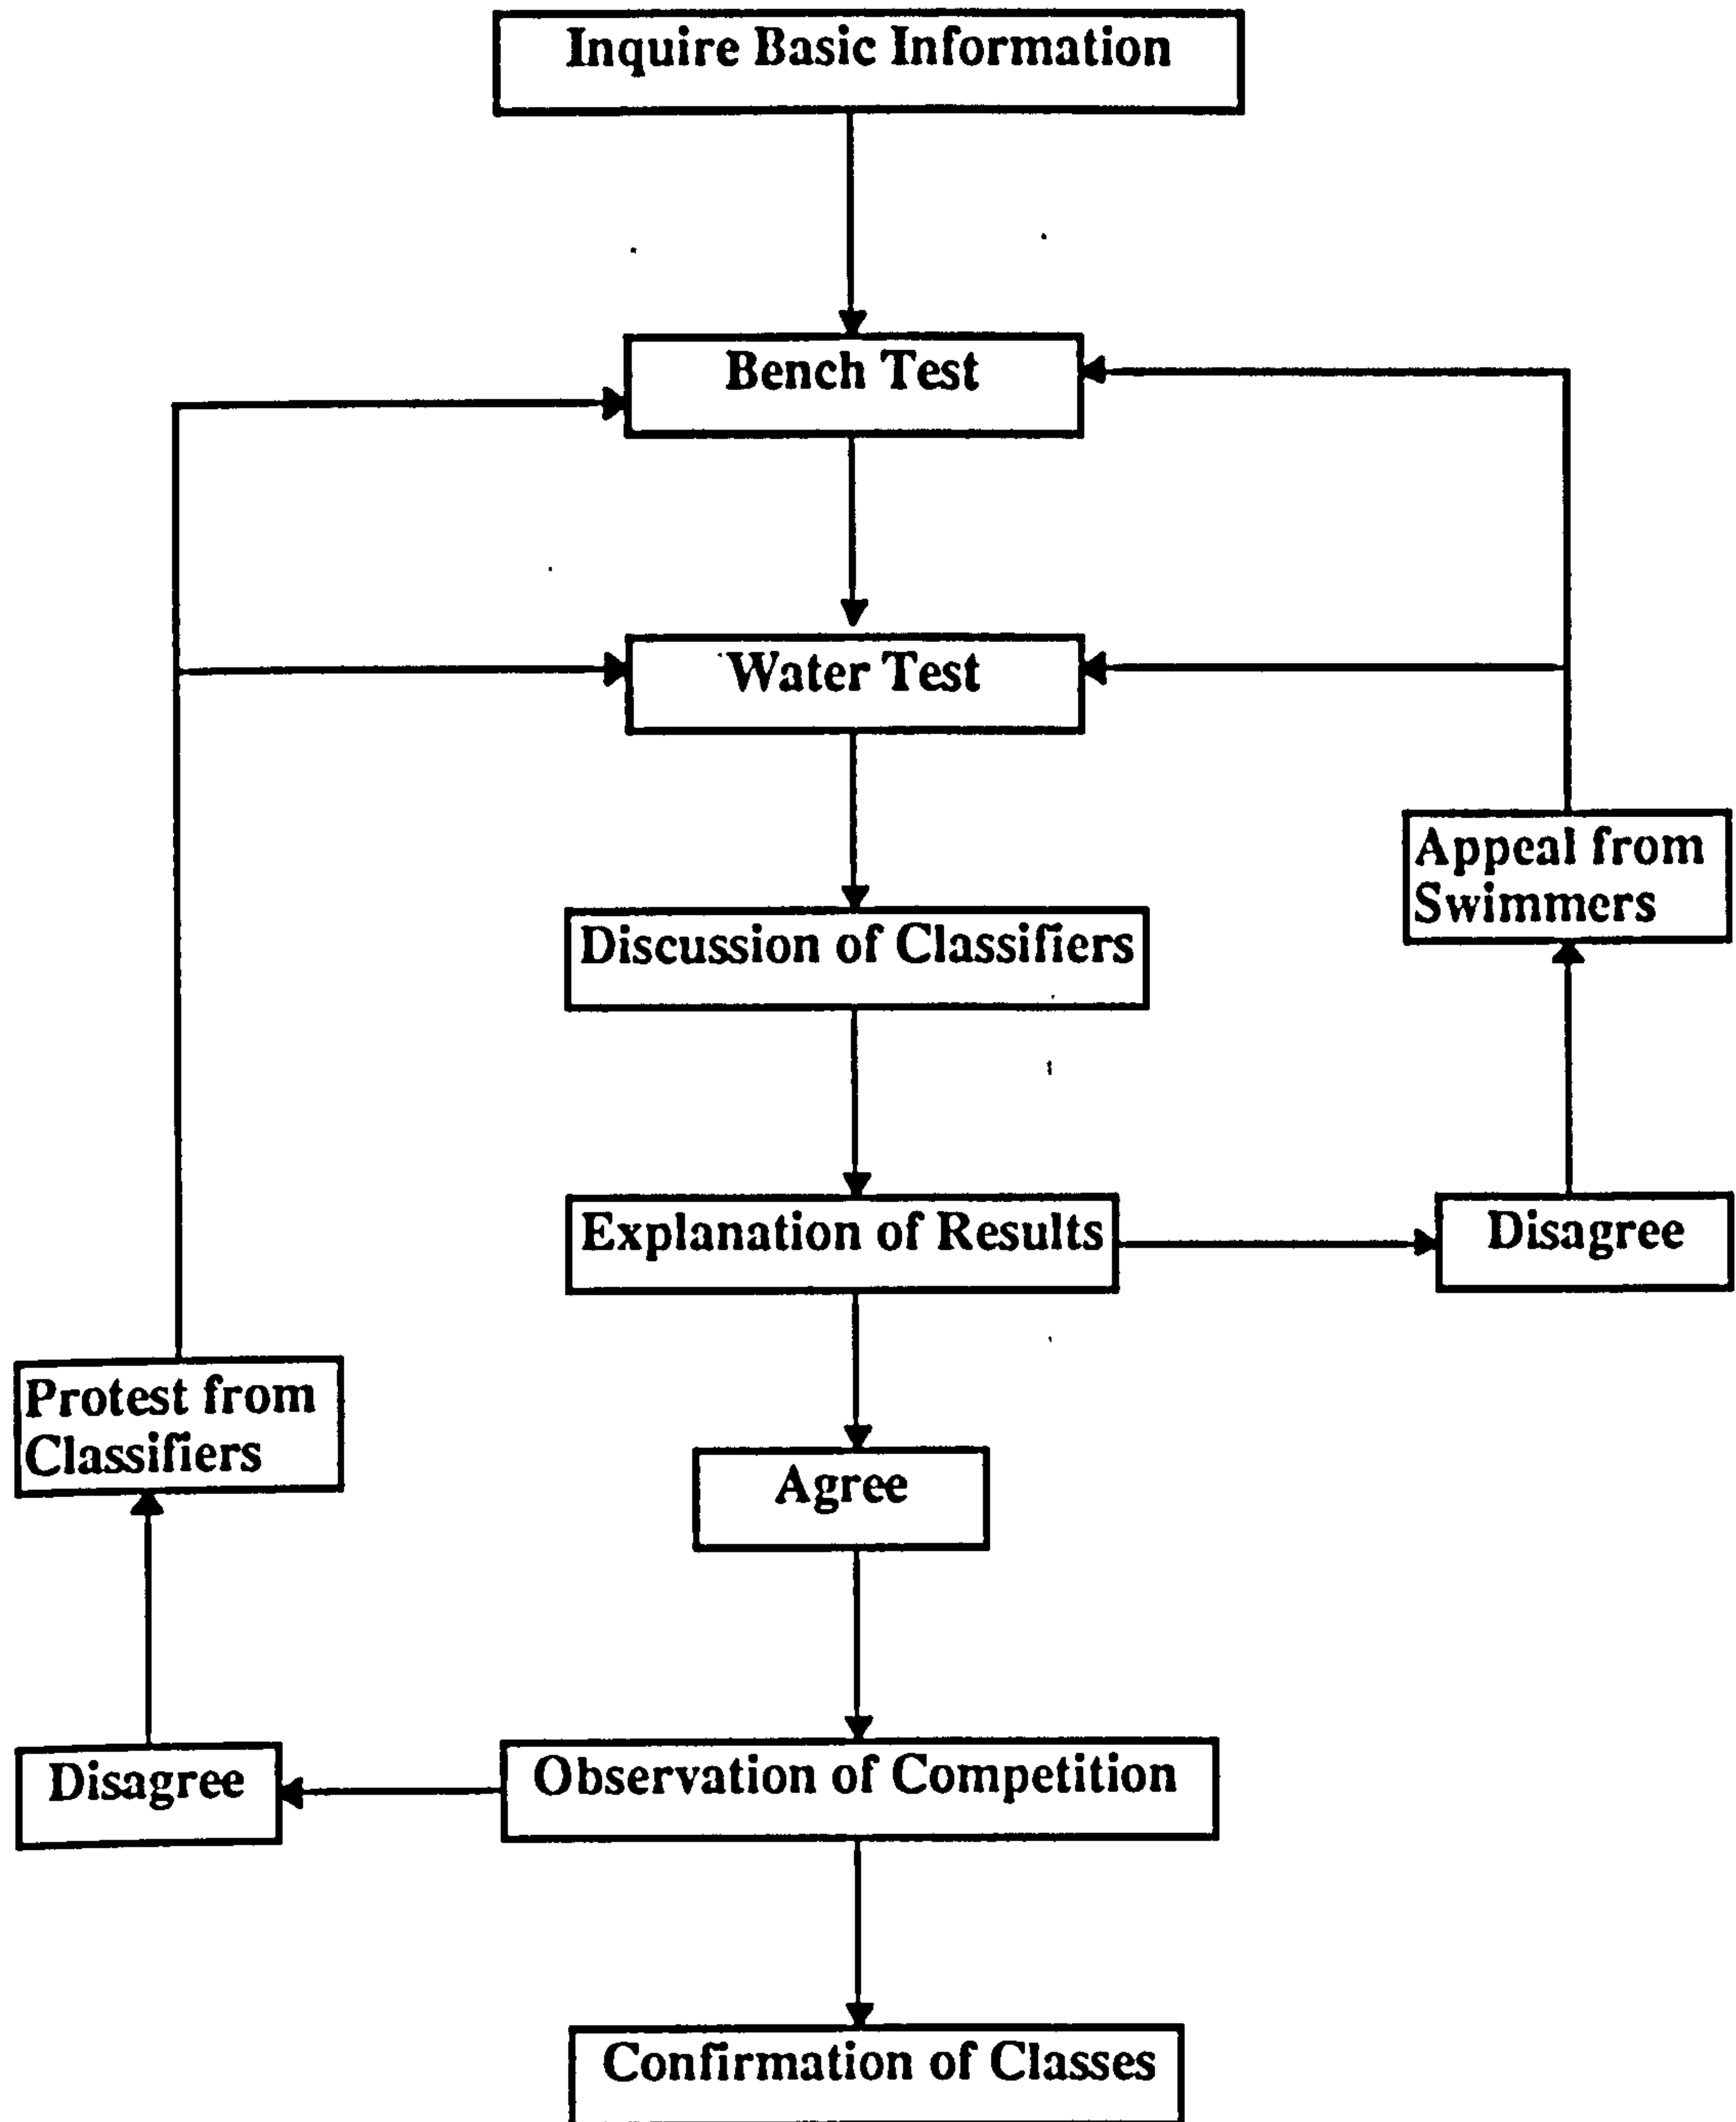 Inquire Basic Information
Bench Test
Water Test
Appeal from
Swimmers
Discussion of Classifiers
Explanation of Results
Disagree
Protest from
Classifiers
Agree
Disagree
Observation of Competition
Confirmation of Classes